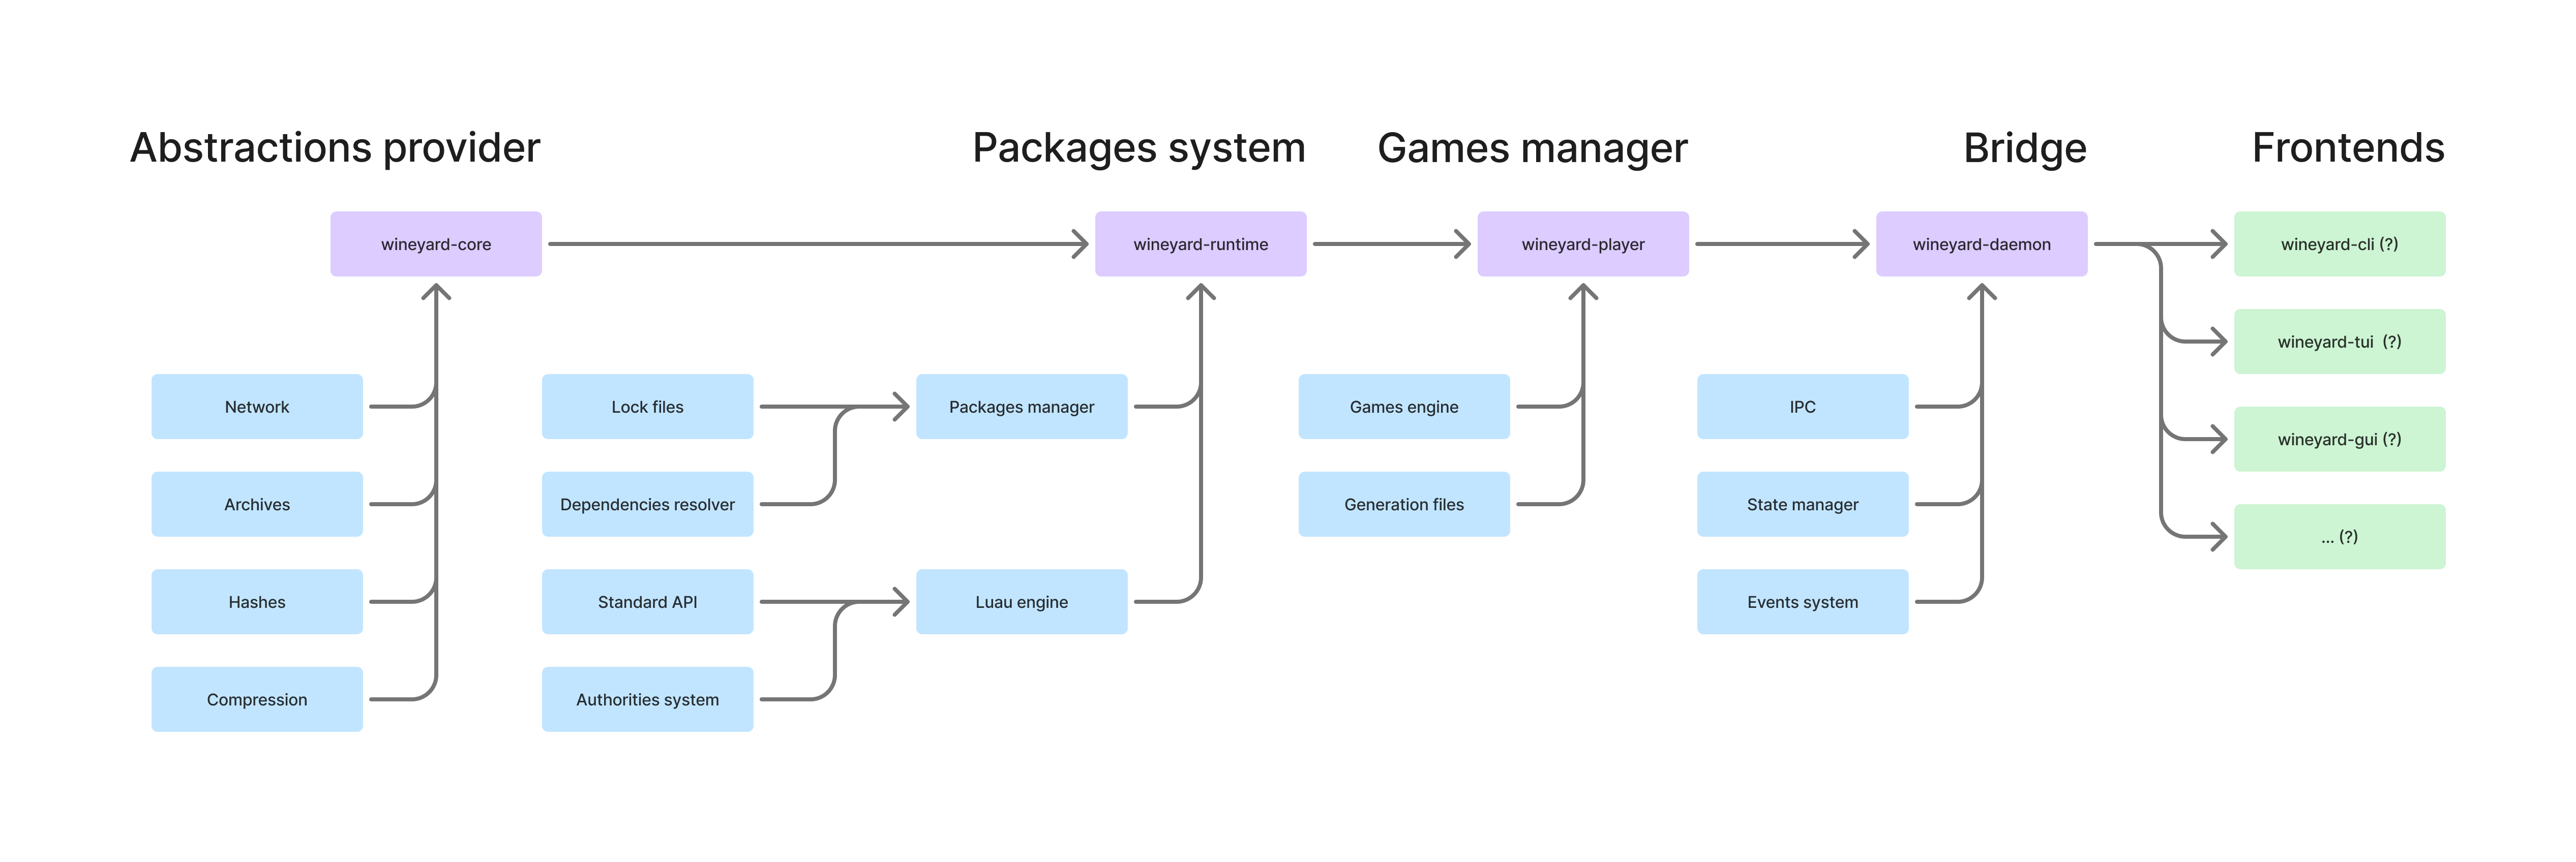 Abstractions provider
Packages system
Games manager
Bridge
Frontends
wineyard-core
wineyard-runtime
wineyard-player
wineyard-daemon
wineyard-cli (?)
wineyard-tui (?)
Network
Lock files
Packages manager
Games engine
IPC
wineyard-gui (?)
Archives
Dependencies resolver
Generation files
State manager
... (?)
Hashes
Standard API
Luau engine
Events system
Compression
Authorities system